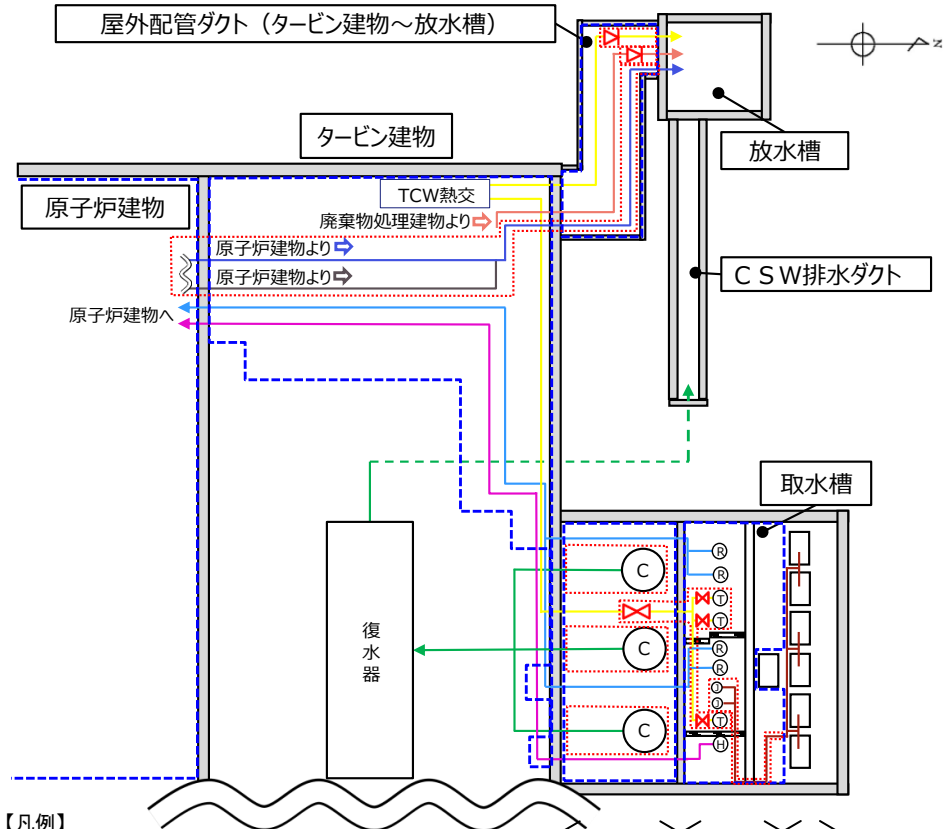 屋外配管ダクト（タービン建物～放水槽）
N
タービン建物
放水槽
原子炉建物
TCW熱交
廃棄物処理建物より
原子炉建物より
原子炉建物より
ＣＳＷ排水ダクト
原子炉建物へ
取水槽
C
R
R
T
T
C
R
R
J
J
T
C
H
復水器
【凡例】